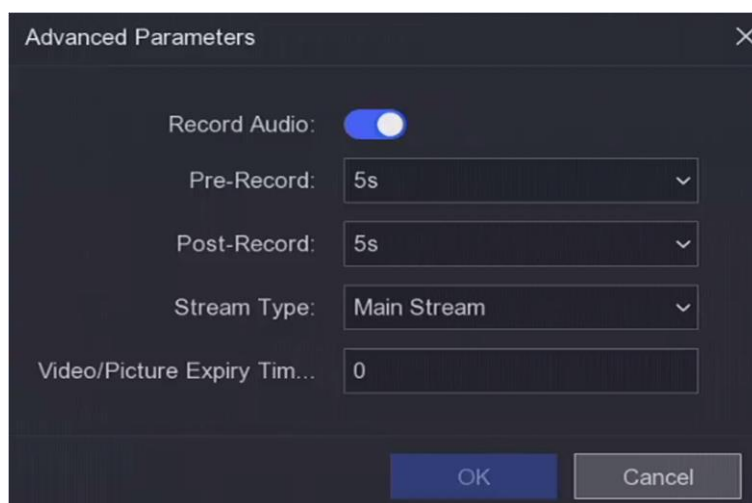 Advanced Parameters
Record Audio:
Pre-Record: 5s
Post-Record: 5s
Stream Type: Main Stream
Video/Picture Expiry Tim... 0
OK Cancel